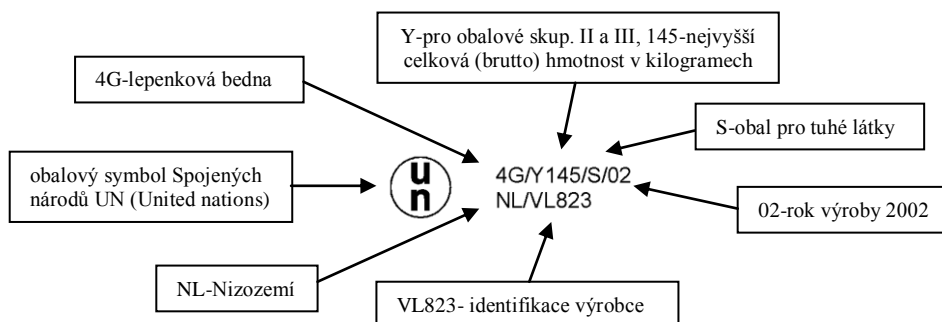 Y-pro obalové skup. II a III, 145-nejvyšší
celková (brutto) hmotnost v kilogramech
4G-lepenková bedna
S-obal pro tuhé látky
obalový symbol Spojených
národů UN (United nations)
un
4G/Y145/S/02
NL/VL823
02-rok výroby 2002
NL-Nizozemí
VL823- identifikace výrobce